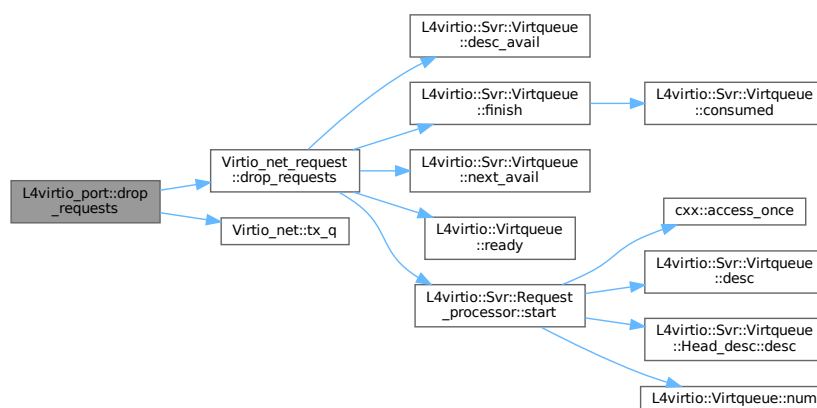 L4virtio_port::drop
_requests
Virtio_net_request
::drop_requests
Virtio_net::tx_q
L4virtio::Svr::Virtqueue
::desc_avail
L4virtio::Svr::Virtqueue
::finish
L4virtio::Svr::Virtqueue
::next_avail
L4virtio::Virtqueue
::ready
L4virtio::Svr::Request
_processor::start
L4virtio::Svr::Virtqueue
::consumed
cxx::access_once
L4virtio::Svr::Virtqueue
::desc
L4virtio::Svr::Virtqueue
::Head_desc::desc
L4virtio::Virtqueue::num